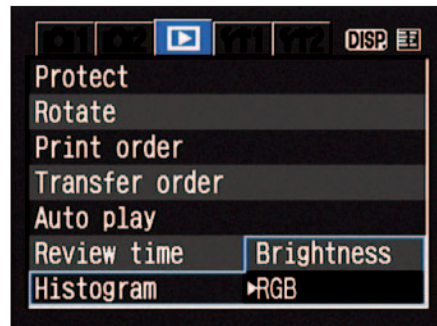 DISP.
Protect
Rotate
Print order
Transfer order
Auto play
Review time Brightness
Histogram ▸RGB